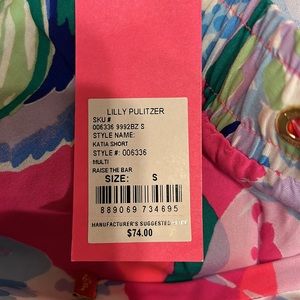 LILLY PULITZER
SKU #
006336 9992BZ S
STYLE NAME:
KATIA SHORT
STYLE #: 006336
MULTI
RAISE THE BAR
SIZE: S
889069 734695
MANUFACTURER'S SUGGESTED
$74.00